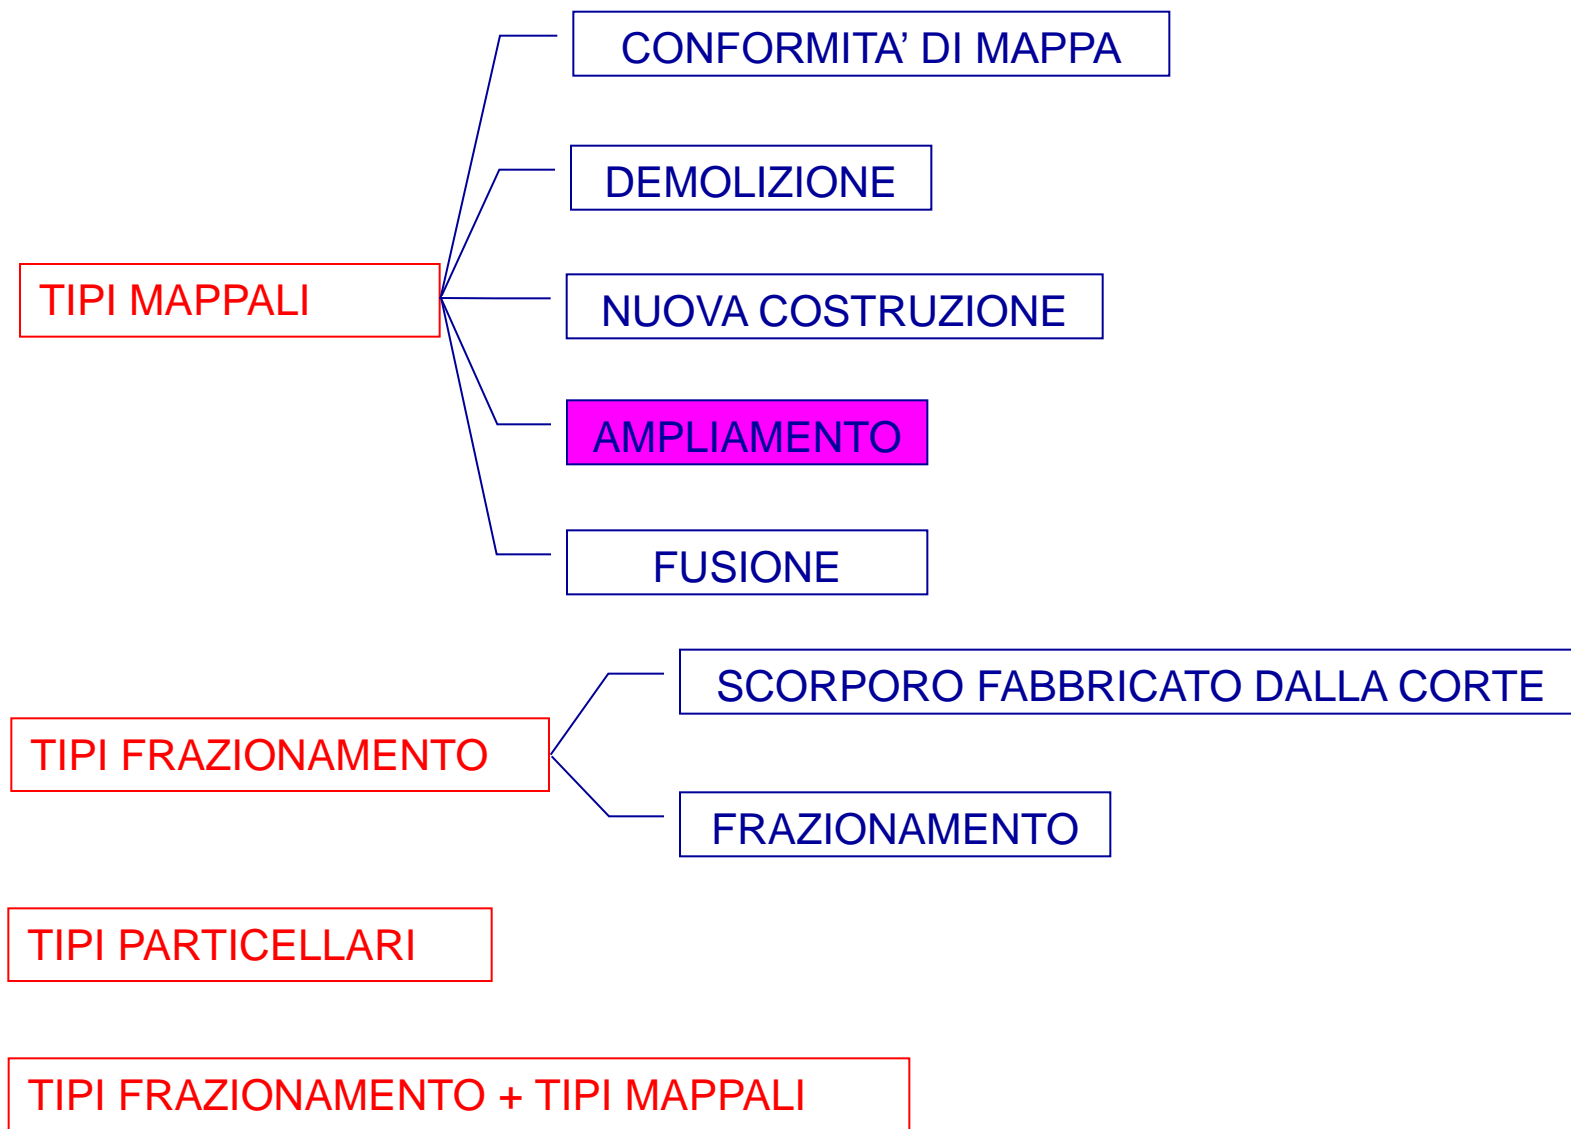 CONFORMITA’ DI MAPPA
DEMOLIZIONE
TIPI MAPPALI
NUOVA COSTRUZIONE
AMPLIAMENTO
FUSIONE
SCORPORO FABBRICATO DALLA CORTE
TIPI FRAZIONAMENTO
FRAZIONAMENTO
TIPI PARTICELLARI
TIPI FRAZIONAMENTO + TIPI MAPPALI